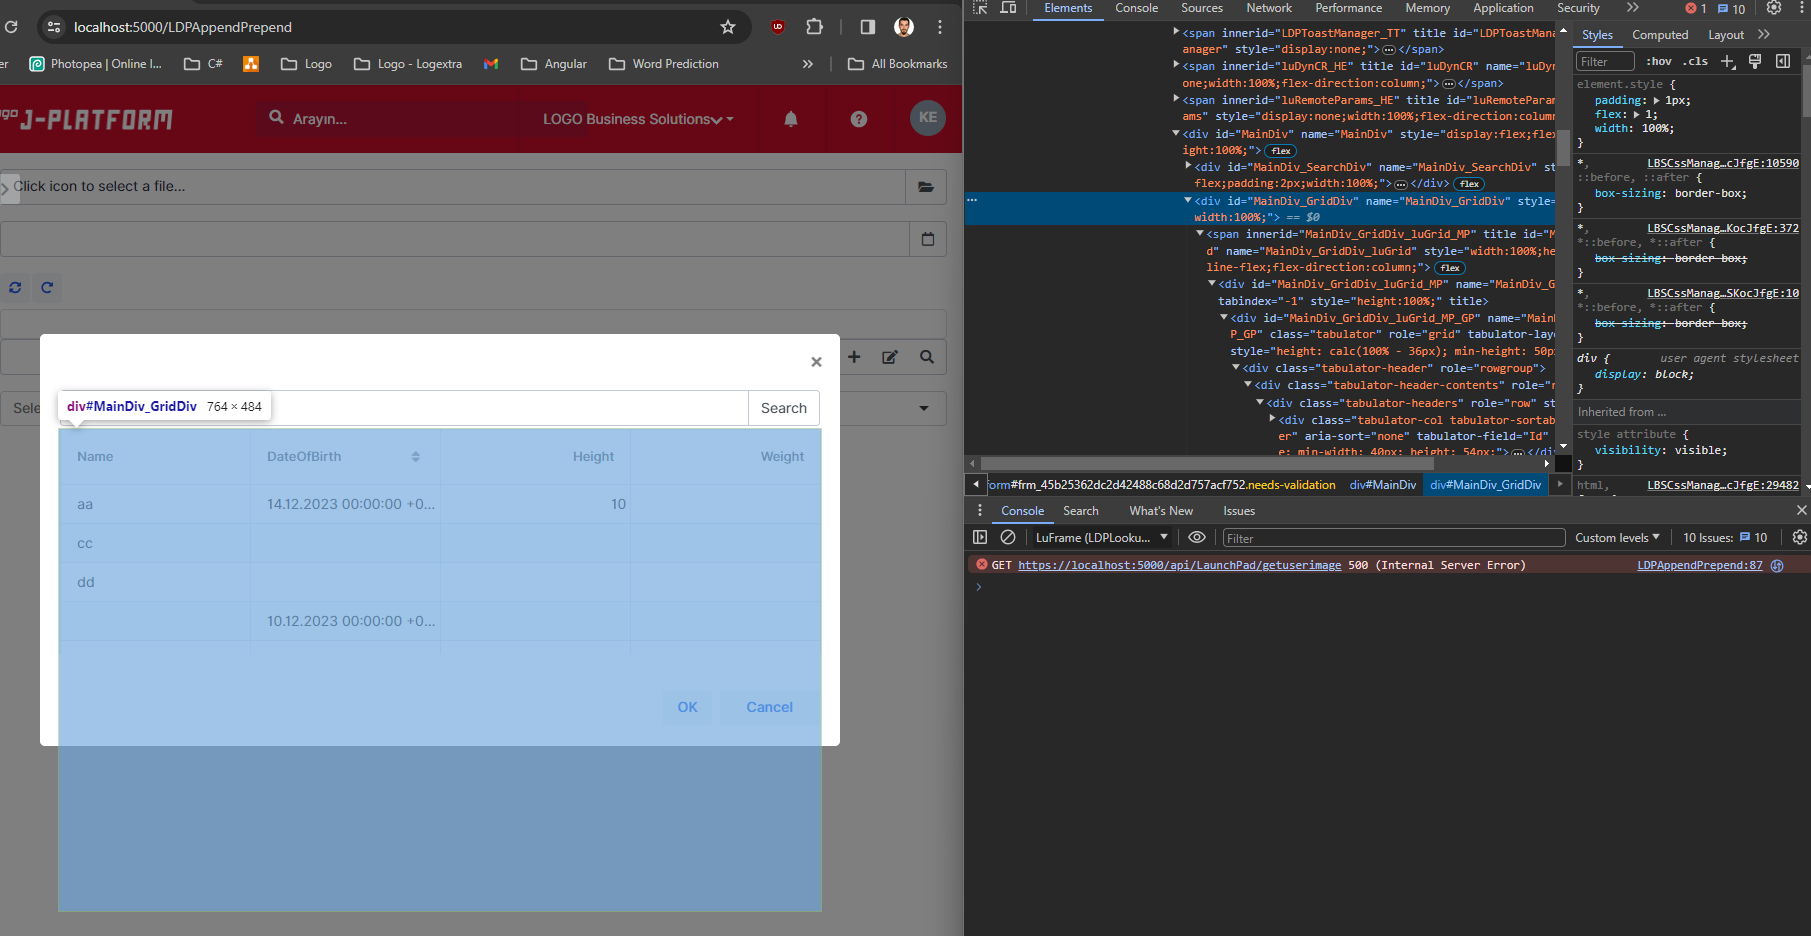 localhost:5000/LDPAppendPrepend
Photopea | Online I...
C#
Logo
Logo - Logextra
Angular
Word Prediction
»
All Bookmarks
J-PLATFORM
Arayın...
LOGO Business Solutions
KE
Click icon to select a file...
×
Search
div#MainDiv_GridDiv 764 × 484
Name
DateOfBirth
Height
Weight
aa
14.12.2023 00:00:00 +0...
10
cc
dd
10.12.2023 00:00:00 +0...
OK
Cancel
Elements
Console
Sources
Network
Performance
Memory
Application
Security
»
1
10
<span innerid="LDPToastManager_TT" title id="LDPToastMana
anager" style="display:none;">…</span>
<span innerid="luDynCR_HE" title id="luDynCR" name="luDyn
one;width:100%;flex-direction:column;">…</span>
<span innerid="luRemoteParams_HE" title id="luRemoteParam
ams" style="display:none;width:100%;flex-direction:column
<div id="MainDiv" name="MainDiv" style="display:flex;flex
ight:100%;"> flex
<div id="MainDiv_SearchDiv" name="MainDiv_SearchDiv" st
flex;padding:2px;width:100%;">…</div> flex
<div id="MainDiv_GridDiv" name="MainDiv_GridDiv" style=
width:100%;"> == $0
<span innerid="MainDiv_GridDiv_luGrid_MP" title id="M
d" name="MainDiv_GridDiv_luGrid" style="width:100%;he
line-flex;flex-direction:column;"> flex
<div id="MainDiv_GridDiv_luGrid_MP" name="MainDiv_G
tabindex="-1" style="height:100%;" title>
<div id="MainDiv_GridDiv_luGrid_MP_GP" name="Main
P_GP" class="tabulator" role="grid" tabulator-lay
style="height: calc(100% - 36px); min-height: 50px
<div class="tabulator-header" role="rowgroup">
<div class="tabulator-header-contents" role="r
<div class="tabulator-headers" role="row" st
<div class="tabulator-col tabulator-sortab
er" aria-sort="none" tabulator-field="Id"
e; min-width: 40px; height: 54px;">…</di
form#frm_45b25362dc2d42488c68d2d757acf752.needs-validation
div#MainDiv
div#MainDiv_GridDiv
Styles
Computed
Layout
»
Filter
:hov
.cls
element.style {
padding: 1px;
flex: 1;
width: 100%;
}
*, LBSCssManag…cJfgE:10590
::before, ::after {
box-sizing: border-box;
}
*, LBSCssManag…KocJfgE:372
*::before, *::after {
box-sizing: border-box;
}
*, LBSCssManag…SKocJfgE:10
*::before, *::after {
box-sizing: border-box;
}
div { user agent stylesheet
display: block;
}
Inherited from …
style attribute {
visibility: visible;
}
html, LBSCssManag…cJfgE:29482
Console
Search
What's New
Issues
LuFrame (LDPLooku...
Filter
Custom levels
10 Issues:
10
GET https://localhost:5000/api/LaunchPad/getuserimage 500 (Internal Server Error)
LDPAppendPrepend:87